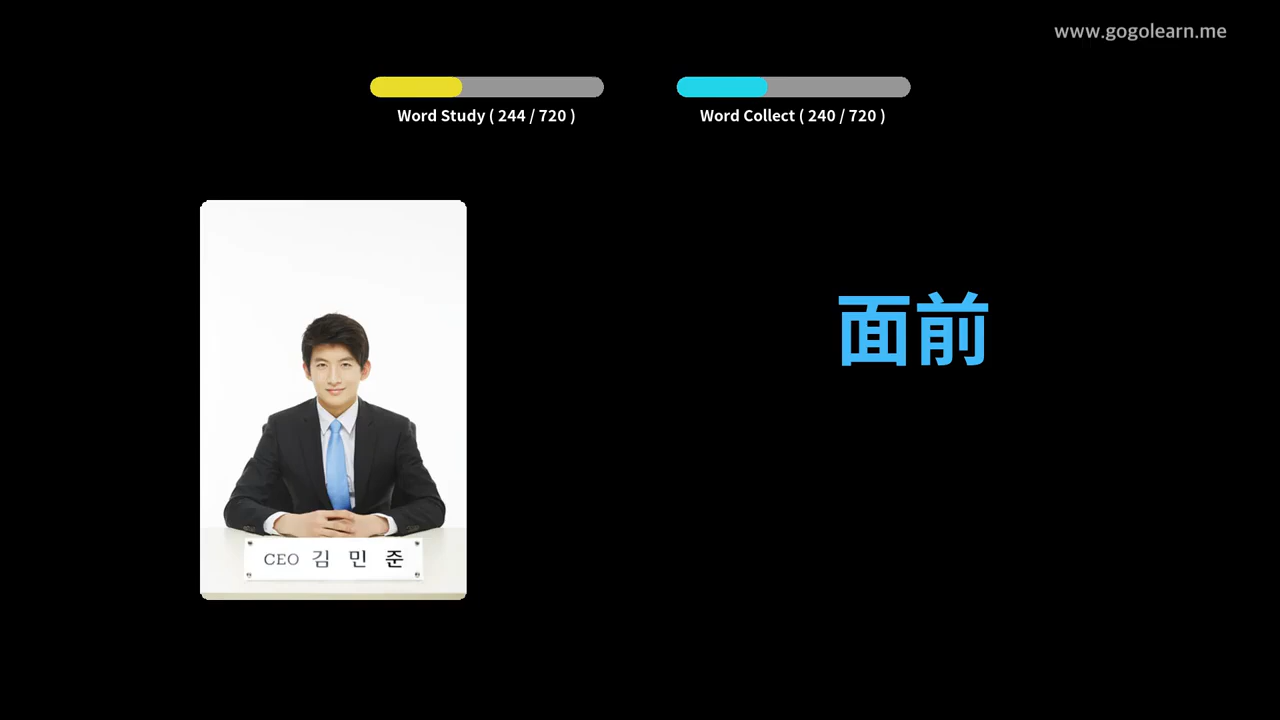 www.gogolearn.me
Word Study ( 244 / 720 )
Word Collect ( 240 / 720 )
面前
CEO 김 민 준